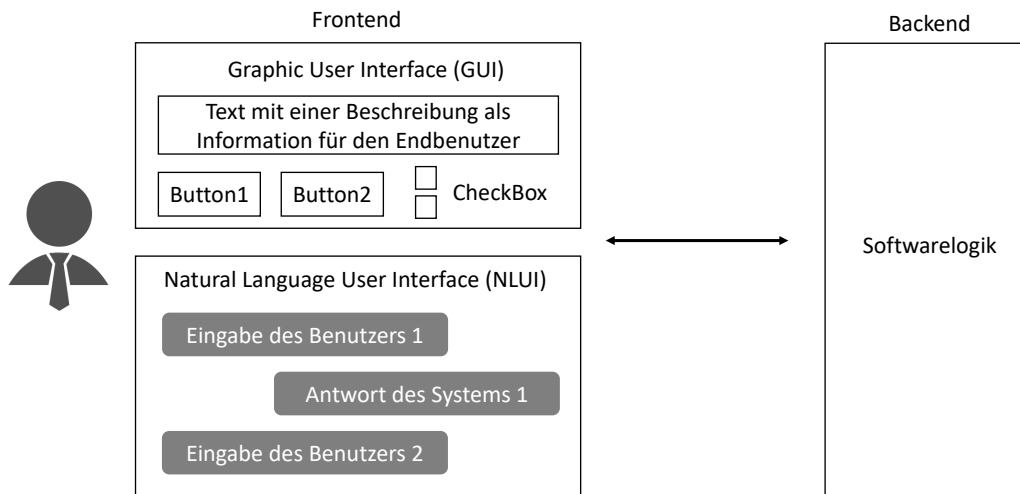 Frontend
Backend
Graphic User Interface (GUI)
Text mit einer Beschreibung als
Information für den Endbenutzer
Button1
Button2
CheckBox
Softwarelogik
Natural Language User Interface (NLUI)
Eingabe des Benutzers 1
Antwort des Systems 1
Eingabe des Benutzers 2